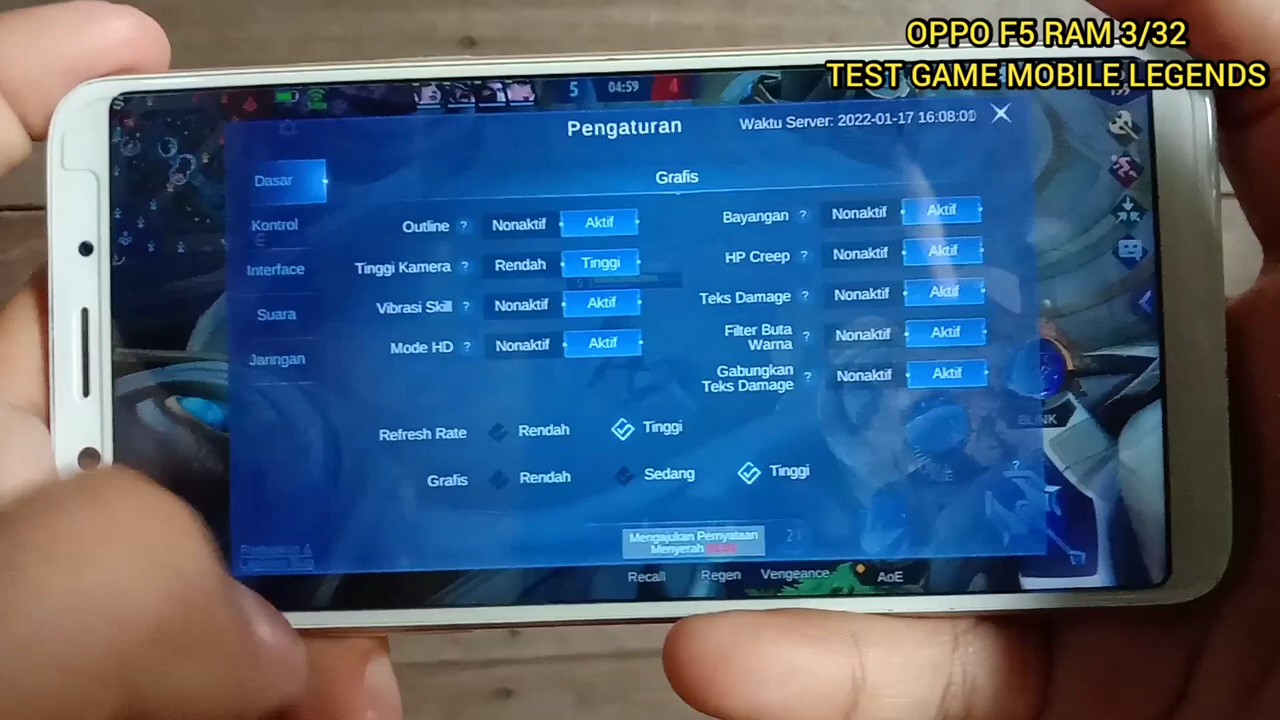 OPPO F5 RAM 3/32
TEST GAME MOBILE LEGENDS
5 04:59 4
Pengaturan
Waktu Server: 2022-01-17 16:08:01
Dasar
Kontrol
Interface
Suara
Jaringan
Grafis
Outline ? Nonaktif Aktif
Tinggi Kamera ? Rendah Tinggi
Vibrasi Skill ? Nonaktif Aktif
Mode HD ? Nonaktif Aktif
Bayangan ? Nonaktif Aktif
HP Creep ? Nonaktif Aktif
Teks Damage ? Nonaktif Aktif
Filter Buta
Warna ? Nonaktif Aktif
Gabungkan
Teks Damage ? Nonaktif Aktif
Refresh Rate Rendah Tinggi
Grafis Rendah Sedang Tinggi
Mengajukan Pernyataan
Menyerah
Recall Regen Vengeance AoE